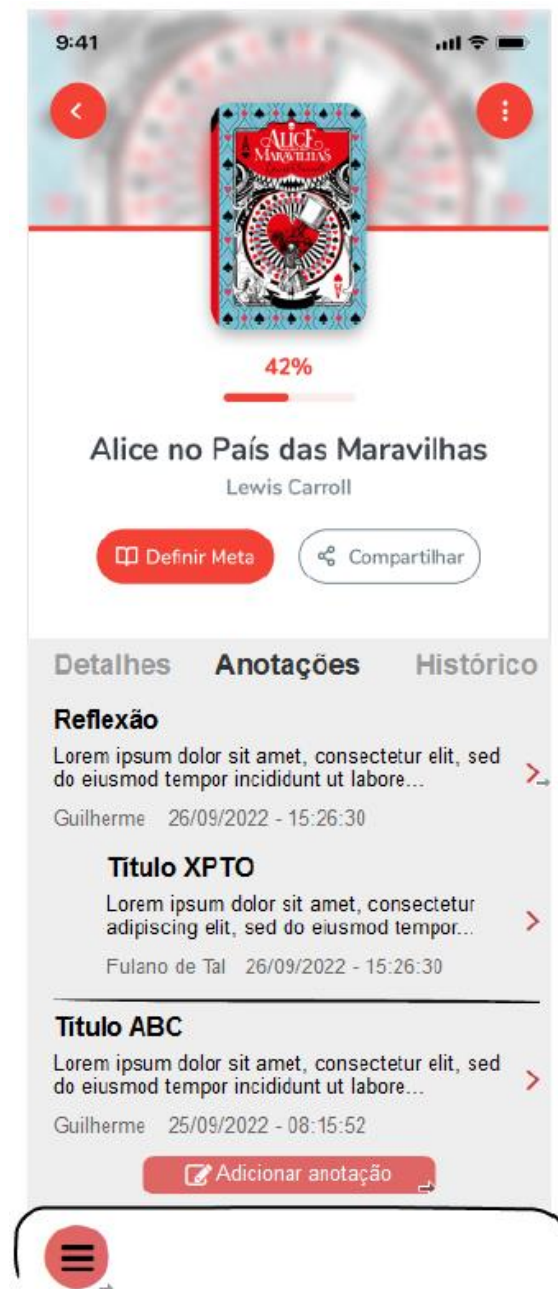 9:41
ALICE
MARAVILHAS
42%
Alice no País das Maravilhas
Lewis Carroll
Definir Meta
Compartilhar
Detalhes Anotações Histórico
Reflexão
Lorem ipsum dolor sit amet, consectetur elit, sed
do eiusmod tempor incididunt ut labore...
Guilherme 26/09/2022 - 15:26:30
Título XPTO
Lorem ipsum dolor sit amet, consectetur
adipiscing elit, sed do eiusmod tempor...
Fulano de Tal 26/09/2022 - 15:26:30
Título ABC
Lorem ipsum dolor sit amet, consectetur elit, sed
do eiusmod tempor incididunt ut labore...
Guilherme 25/09/2022 - 08:15:52
Adicionar anotação